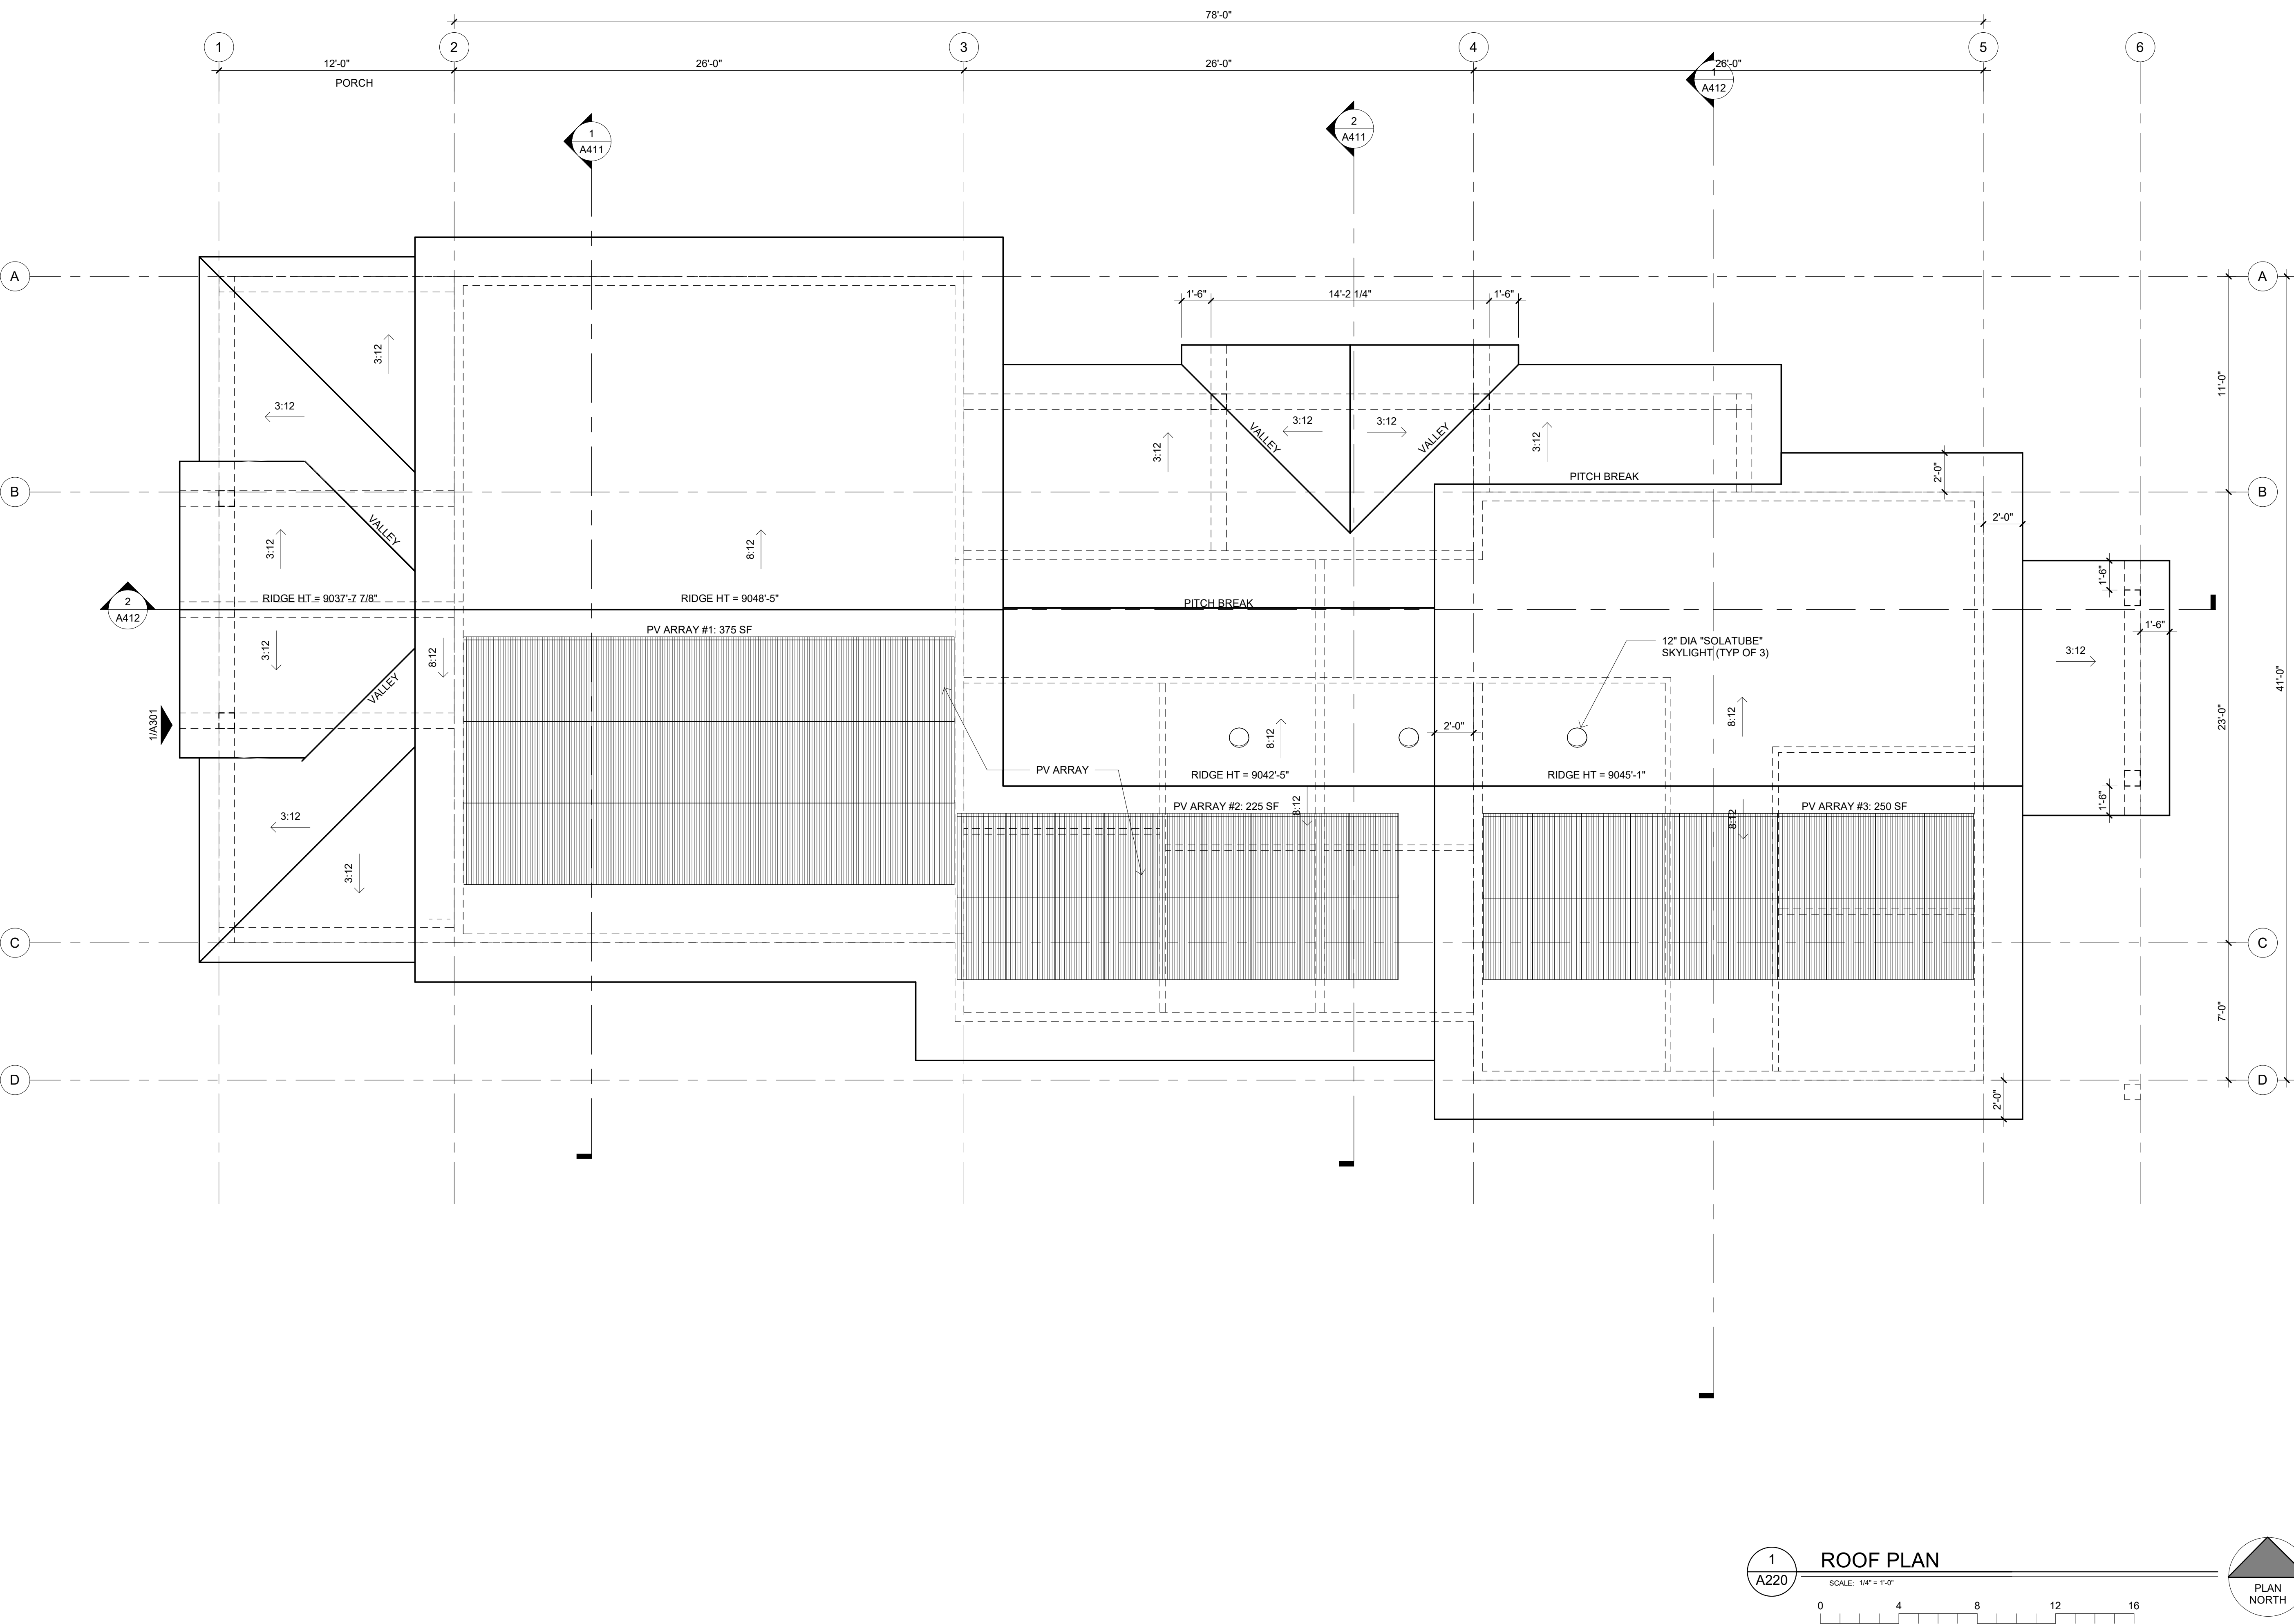 78'-0"
1
2
3
4
5
6
12'-0"
26'-0"
26'-0"
26'-0"
PORCH
1
A412
2
A411
1
A411
A
A
1'-6"
14'-2 1/4"
1'-6"
3:12
11'-0"
3:12
3:12
3:12
VALLEY
VALLEY
3:12
3:12
PITCH BREAK
2'-0"
B
B
VALLEY
2'-0"
3:12
8:12
1'-6"
2
A412
RIDGE HT = 9037'-7 7/8"
RIDGE HT = 9048'-5"
PITCH BREAK
PV ARRAY #1: 375 SF
12" DIA "SOLATUBE"
SKYLIGHT (TYP OF 3)
1'-6"
3:12
8:12
3:12
41'-0"
VALLEY
1/A301
2'-0"
8:12
8:12
23'-0"
PV ARRAY
RIDGE HT = 9042'-5"
RIDGE HT = 9045'-1"
1'-6"
PV ARRAY #2: 225 SF
8:12
8:12
PV ARRAY #3: 250 SF
3:12
3:12
C
C
7'-0"
D
D
2'-0"
1
A220
ROOF PLAN
SCALE: 1/4" = 1'-0"
0 4 8 12 16
PLAN
NORTH